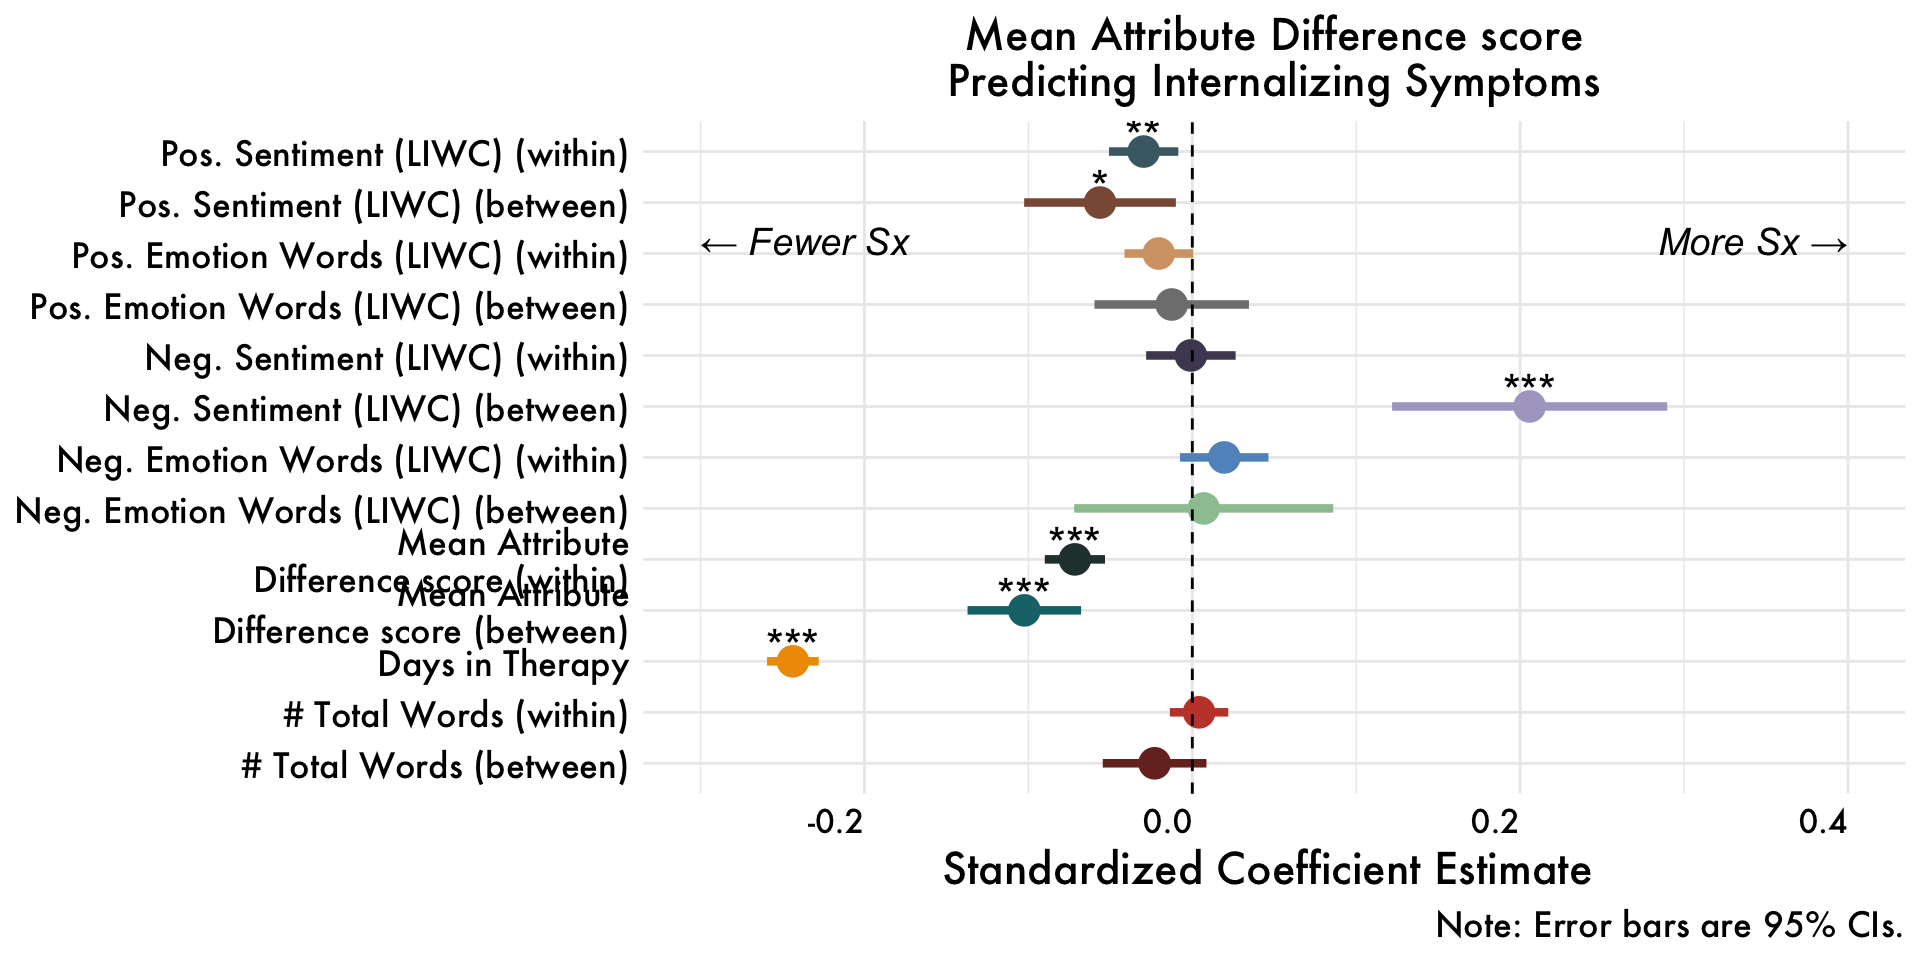 Mean Attribute Difference score
Predicting Internalizing Symptoms
**
Pos. Sentiment (LIWC) (within)
*
Pos. Sentiment (LIWC) (between)
← Fewer Sx
More Sx →
Pos. Emotion Words (LIWC) (within)
Pos. Emotion Words (LIWC) (between)
Neg. Sentiment (LIWC) (within)
***
Neg. Sentiment (LIWC) (between)
Neg. Emotion Words (LIWC) (within)
Neg. Emotion Words (LIWC) (between)
***
Mean Attribute
Difference score (within)
***
Mean Attribute
Difference score (between)
***
Days in Therapy
# Total Words (within)
# Total Words (between)
-0.2 0.0 0.2 0.4
Standardized Coefficient Estimate
Note: Error bars are 95% CIs.